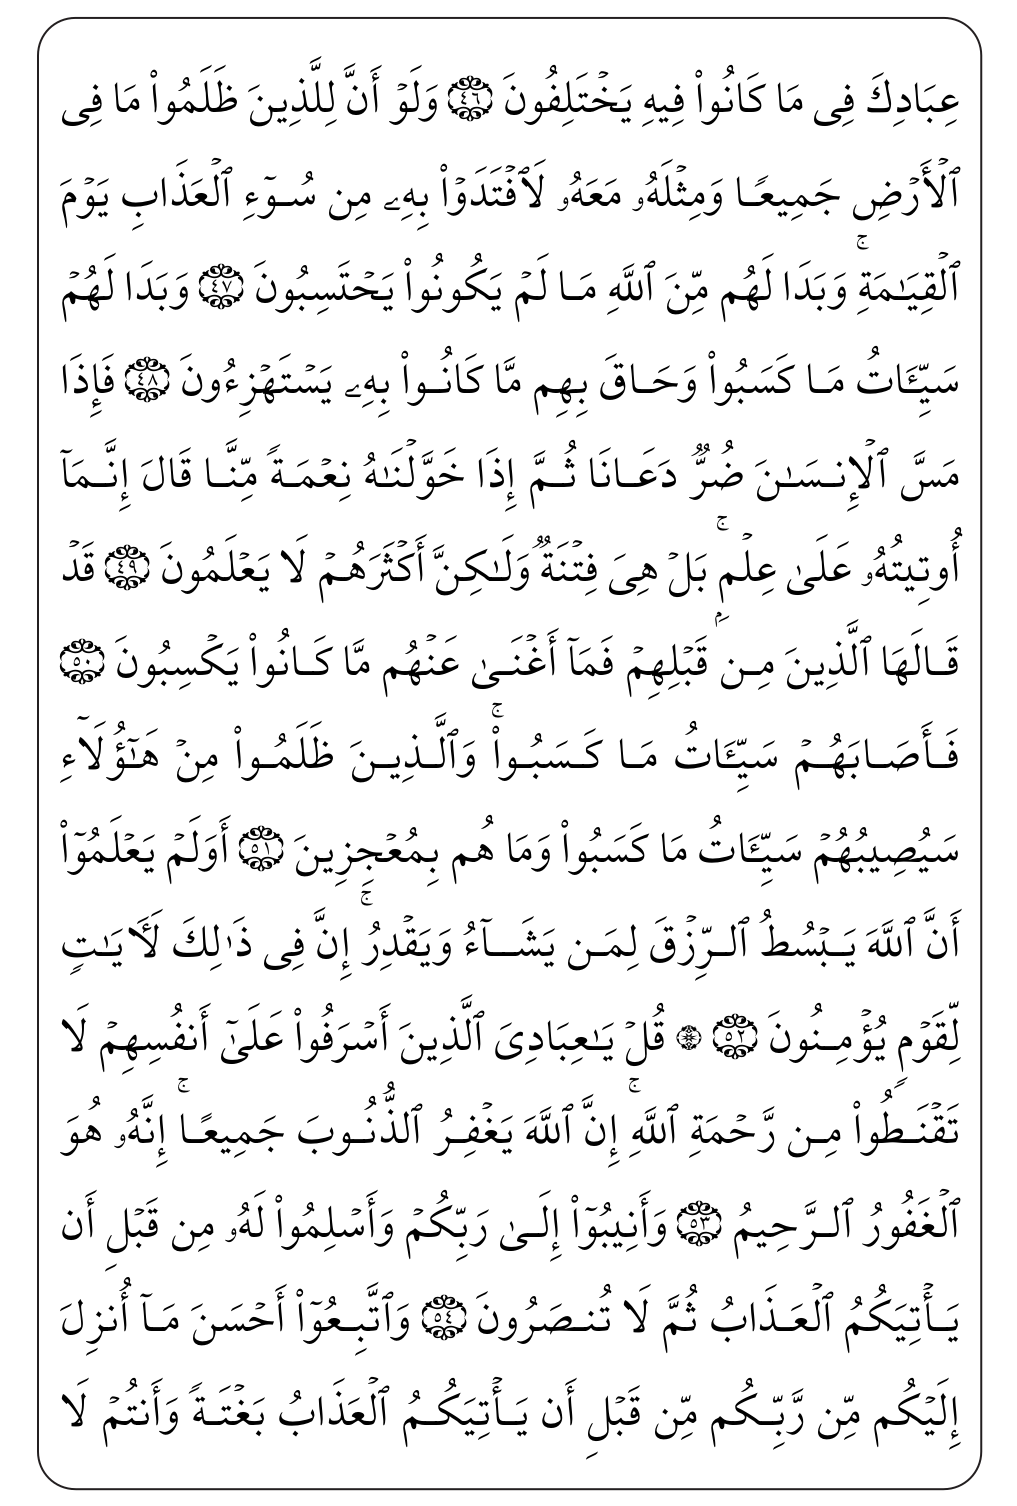 عِبَادِكَ فِى مَا كَانُوا۟ فِيهِ يَخْتَلِفُونَ ٤٦ وَلَوْ أَنَّ لِلَّذِينَ ظَلَمُوا۟ مَا فِى
ٱلْأَرْضِ جَمِيعًا وَمِثْلَهُۥ مَعَهُۥ لَٱفْتَدَوْا۟ بِهِۦ مِن سُوٓءِ ٱلْعَذَابِ يَوْمَ
ٱلْقِيَـٰمَةِ ۚ وَبَدَا لَهُم مِّنَ ٱللَّهِ مَا لَمْ يَكُونُوا۟ يَحْتَسِبُونَ ٤٧ وَبَدَا لَهُمْ
سَيِّـَٔاتُ مَا كَسَبُوا۟ وَحَاقَ بِهِم مَّا كَانُوا۟ بِهِۦ يَسْتَهْزِءُونَ ٤٨ فَإِذَا
مَسَّ ٱلْإِنسَـٰنَ ضُرٌّ دَعَانَا ثُمَّ إِذَا خَوَّلْنَـٰهُ نِعْمَةً مِّنَّا قَالَ إِنَّمَآ
أُوتِيتُهُۥ عَلَىٰ عِلْمٍۭ ۚ بَلْ هِىَ فِتْنَةٌ وَلَـٰكِنَّ أَكْثَرَهُمْ لَا يَعْلَمُونَ ٤٩ قَدْ
قَالَهَا ٱلَّذِينَ مِن قَبْلِهِمْ فَمَآ أَغْنَىٰ عَنْهُم مَّا كَانُوا۟ يَكْسِبُونَ ٥٠
فَأَصَابَهُمْ سَيِّـَٔاتُ مَا كَسَبُوا۟ ۚ وَٱلَّذِينَ ظَلَمُوا۟ مِنْ هَـٰٓؤُلَآءِ
سَيُصِيبُهُمْ سَيِّـَٔاتُ مَا كَسَبُوا۟ وَمَا هُم بِمُعْجِزِينَ ٥١ أَوَلَمْ يَعْلَمُوٓا۟
أَنَّ ٱللَّهَ يَبْسُطُ ٱلرِّزْقَ لِمَن يَشَآءُ وَيَقْدِرُ ۚ إِنَّ فِى ذَٰلِكَ لَـَٔايَـٰتٍ
لِّقَوْمٍ يُؤْمِنُونَ ٥٢ ۞ قُلْ يَـٰعِبَادِىَ ٱلَّذِينَ أَسْرَفُوا۟ عَلَىٰٓ أَنفُسِهِمْ لَا
تَقْنَطُوا۟ مِن رَّحْمَةِ ٱللَّهِ ۚ إِنَّ ٱللَّهَ يَغْفِرُ ٱلذُّنُوبَ جَمِيعًا ۚ إِنَّهُۥ هُوَ
ٱلْغَفُورُ ٱلرَّحِيمُ ٥٣ وَأَنِيبُوٓا۟ إِلَىٰ رَبِّكُمْ وَأَسْلِمُوا۟ لَهُۥ مِن قَبْلِ أَن
يَأْتِيَكُمُ ٱلْعَذَابُ ثُمَّ لَا تُنصَرُونَ ٥٤ وَٱتَّبِعُوٓا۟ أَحْسَنَ مَآ أُنزِلَ
إِلَيْكُم مِّن رَّبِّكُم مِّن قَبْلِ أَن يَأْتِيَكُمُ ٱلْعَذَابُ بَغْتَةً وَأَنتُمْ لَا